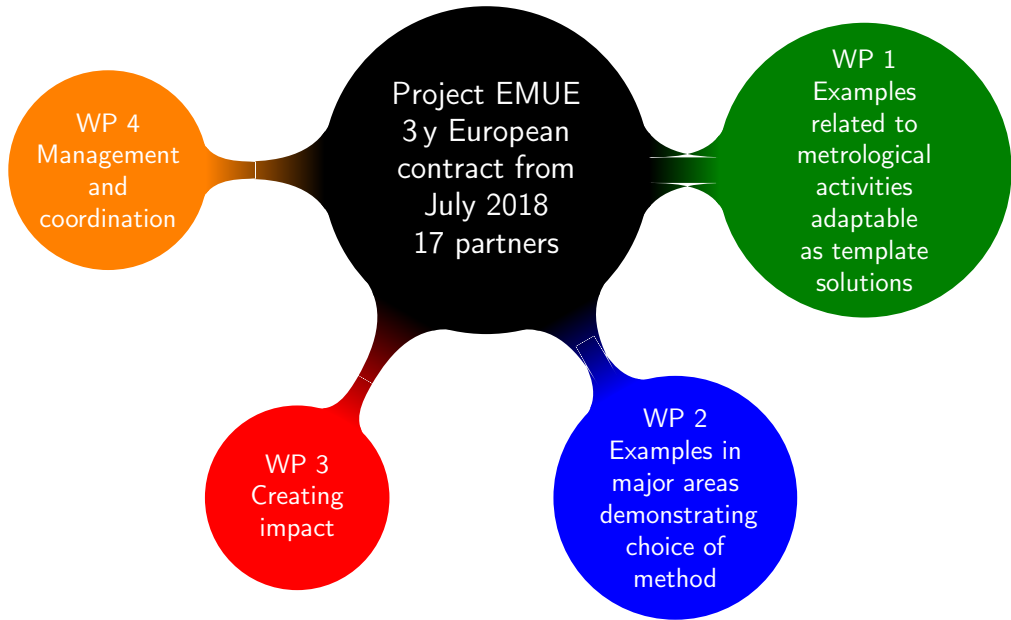 Project EMUE
3 y European
contract from
July 2018
17 partners
WP 1
Examples
related to
metrological
activities
adaptable
as template
solutions
WP 2
Examples in
major areas
demonstrating
choice of
method
WP 3
Creating
impact
WP 4
Management
and
coordination